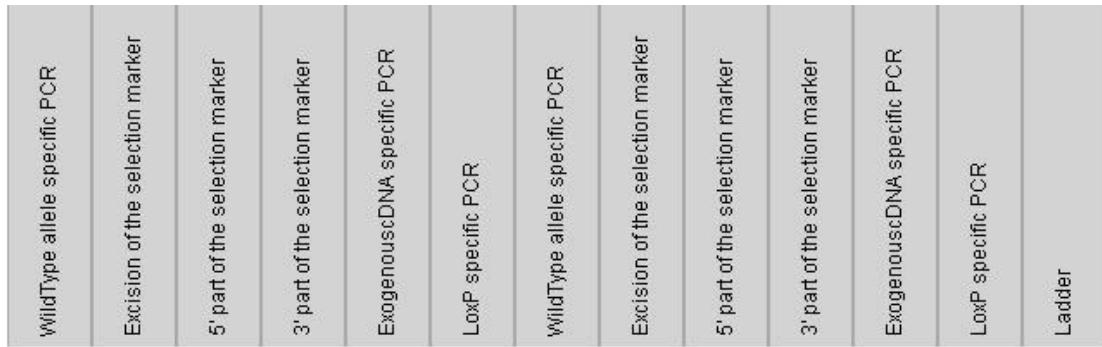 WildType allele specific PCR
Excision of the selection marker
5' part of the selection marker
3' part of the selection marker
ExogenouscDNA specific PCR
LoxP specific PCR
WildType allele specific PCR
Excision of the selection marker
5' part of the selection marker
3' part of the selection marker
ExogenouscDNA specific PCR
LoxP specific PCR
Ladder